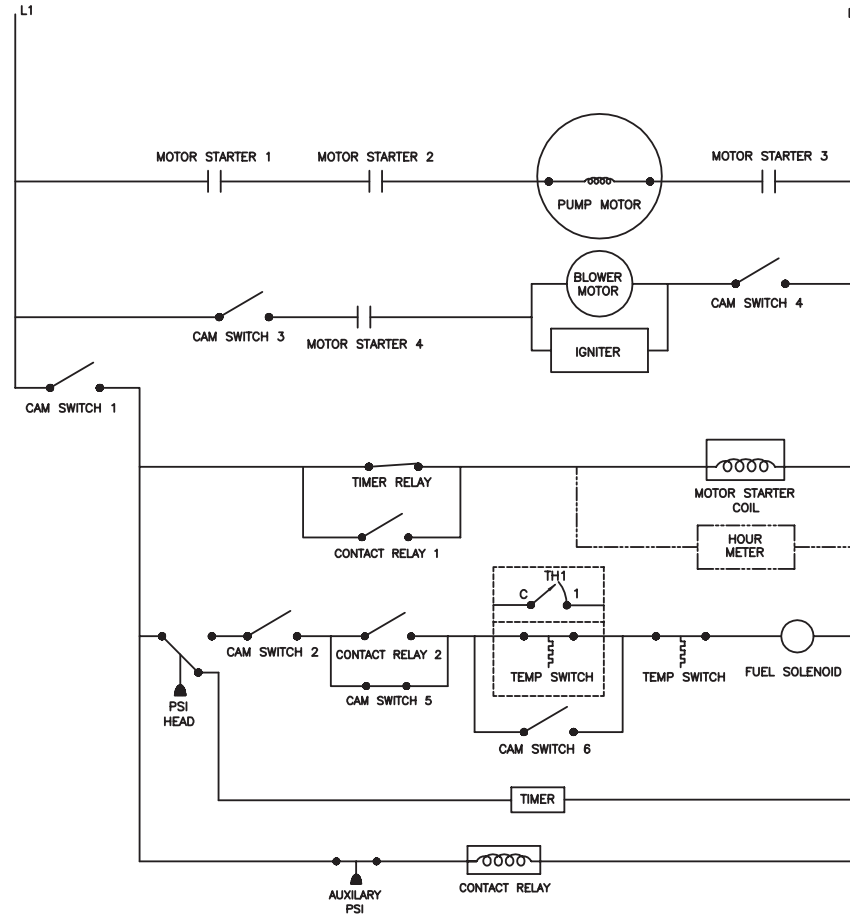 L1
MOTOR STARTER 1
MOTOR STARTER 2
MOTOR STARTER 3
PUMP MOTOR
BLOWER
MOTOR
CAM SWITCH 4
CAM SWITCH 3
MOTOR STARTER 4
IGNITER
CAM SWITCH 1
TIMER RELAY
MOTOR STARTER
COIL
CONTACT RELAY 1
HOUR
METER
TH1
C
1
CAM SWITCH 2
CONTACT RELAY 2
TEMP SWITCH
TEMP SWITCH
FUEL SOLENOID
CAM SWITCH 5
PSI
HEAD
CAM SWITCH 6
TIMER
AUXILARY
PSI
CONTACT RELAY